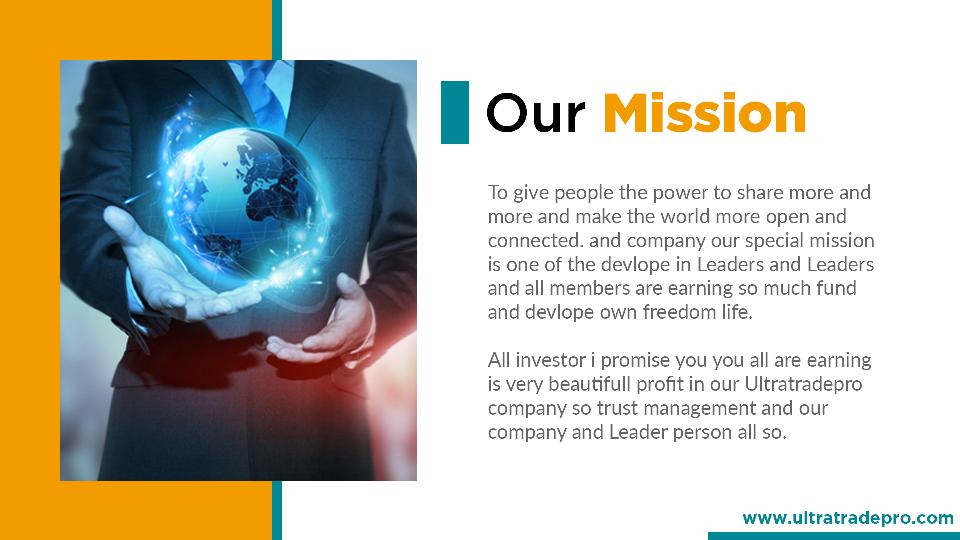 Our Mission
To give people the power to share more and
more and make the world more open and
connected. and company our special mission
is one of the devlope in Leaders and Leaders
and all members are earning so much fund
and devlope own freedom life.
All investor i promise you you all are earning
is very beautifull profit in our Ultratradepro
company so trust management and our
company and Leader person all so.
www.ultratradepro.com